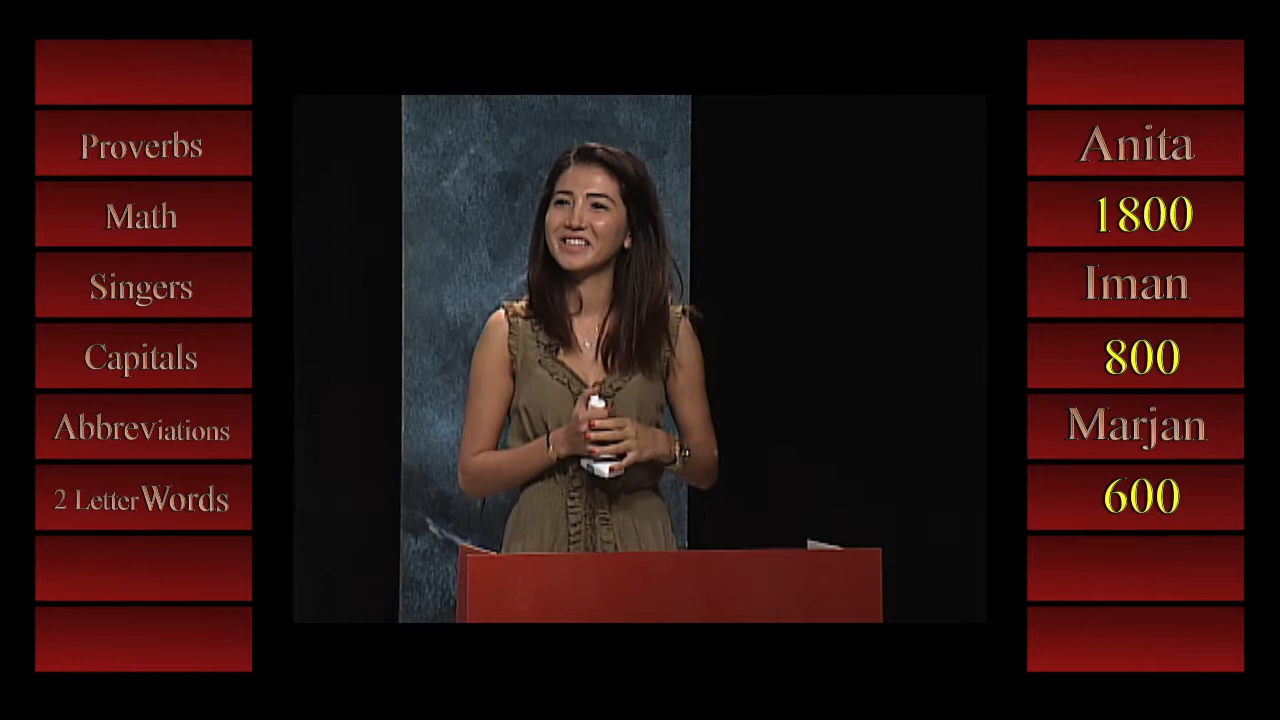 Proverbs
Math
Singers
Capitals
Abbreviations
2 Letter Words
Anita
1800
Iman
800
Marjan
600